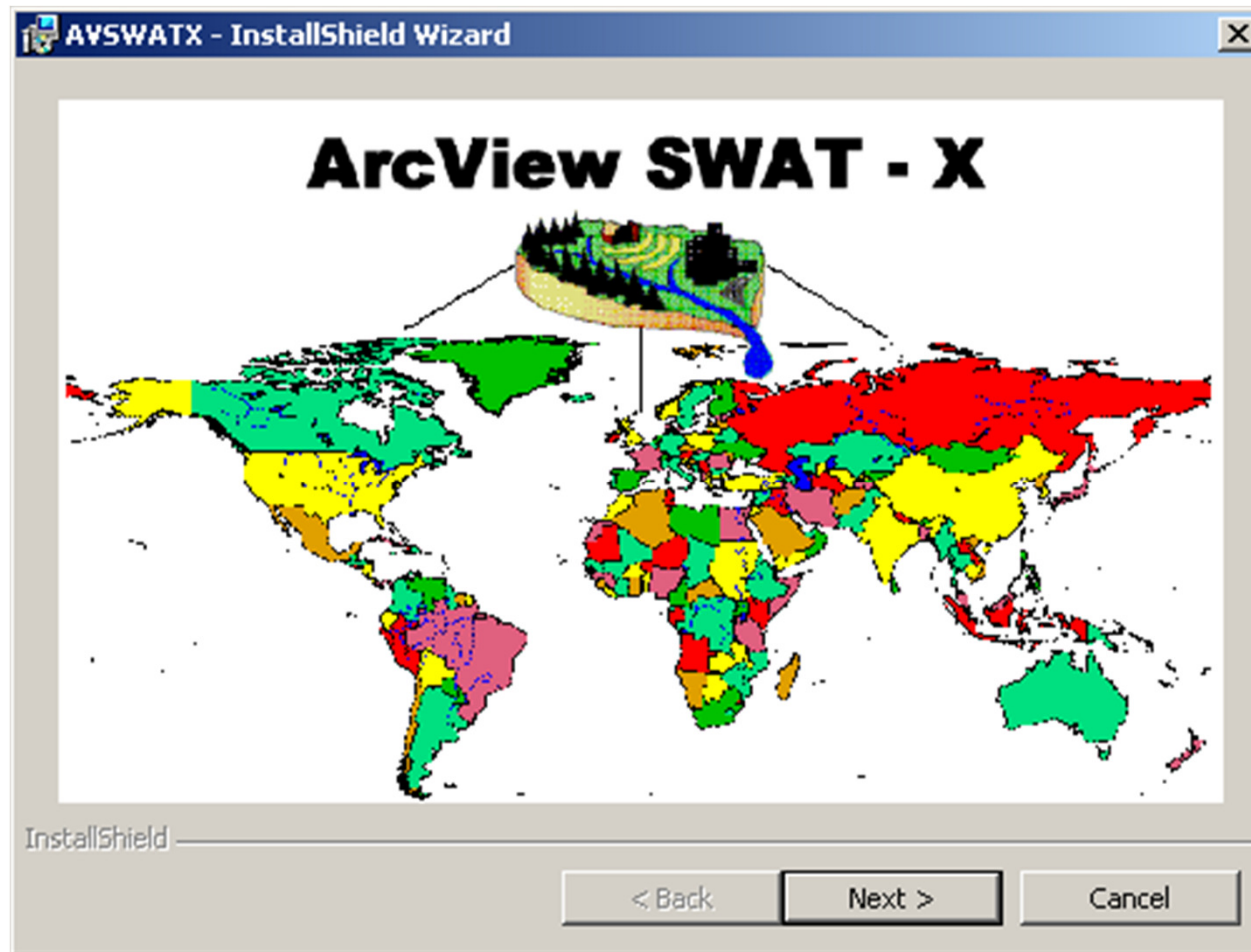 AVSWATX - InstallShield Wizard
ArcView SWAT - X
InstallShield
< Back
Next >
Cancel